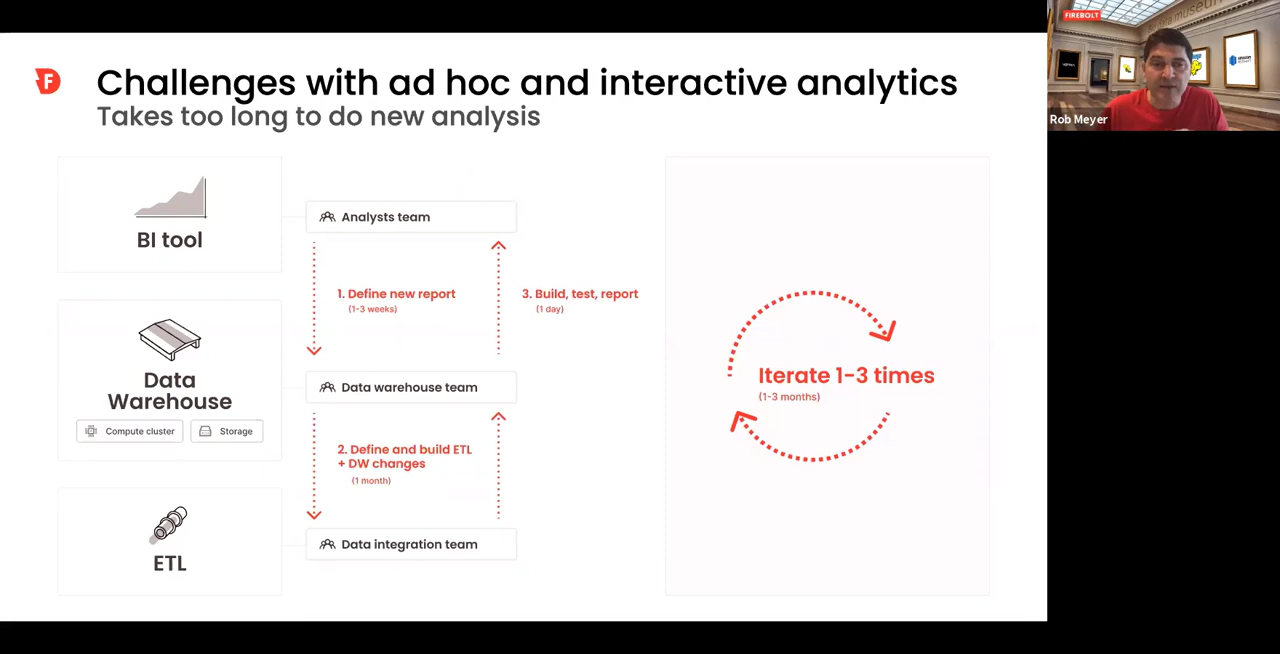 F
Challenges with ad hoc and interactive analytics
Takes too long to do new analysis
BI tool
Analysts team
1. Define new report
(1-3 weeks)
3. Build, test, report
(1 day)
Data
Warehouse
Compute cluster
Storage
Data warehouse team
2. Define and build ETL
+ DW changes
(1 month)
ETL
Data integration team
Iterate 1-3 times
(1-3 months)
FIREBOLT
Rob Meyer